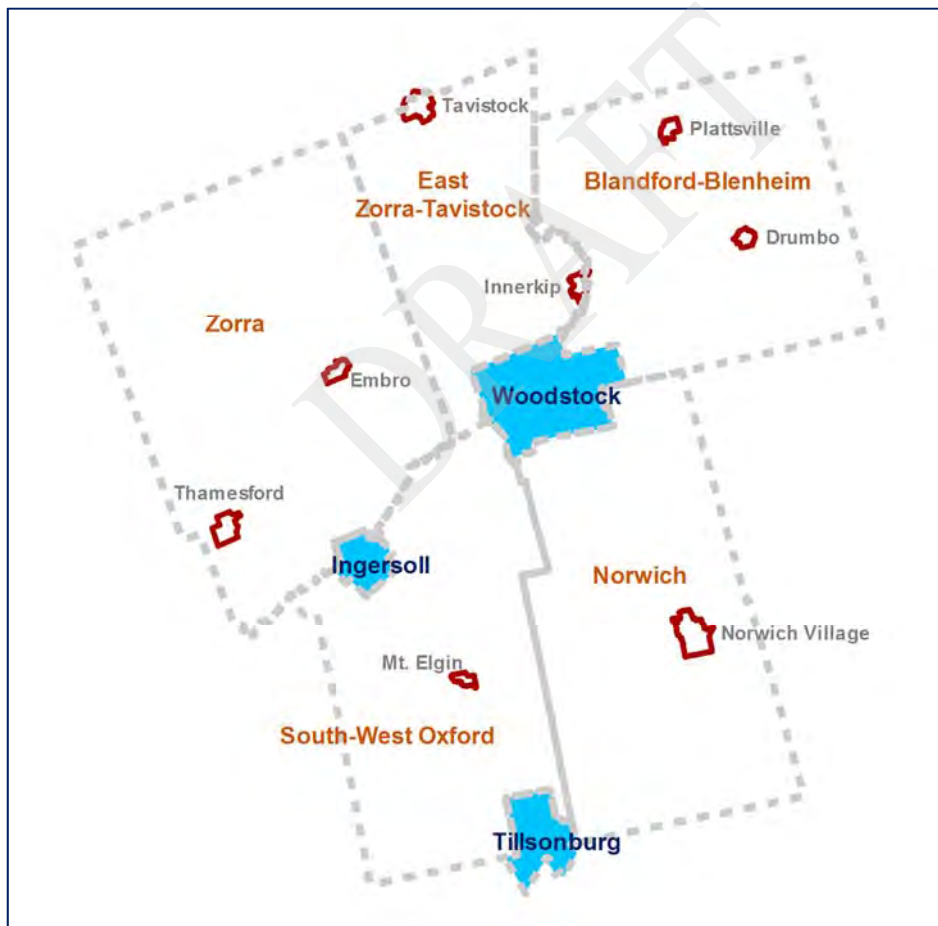 Tavistock
Plattsville
East
Zorra-Tavistock
Blandford-Blenheim
Drumbo
Innerkip
Zorra
Embro
Woodstock
Thamesford
Ingersoll
Norwich
Norwich Village
Mt. Elgin
South-West Oxford
Tillsonburg
DRAFT